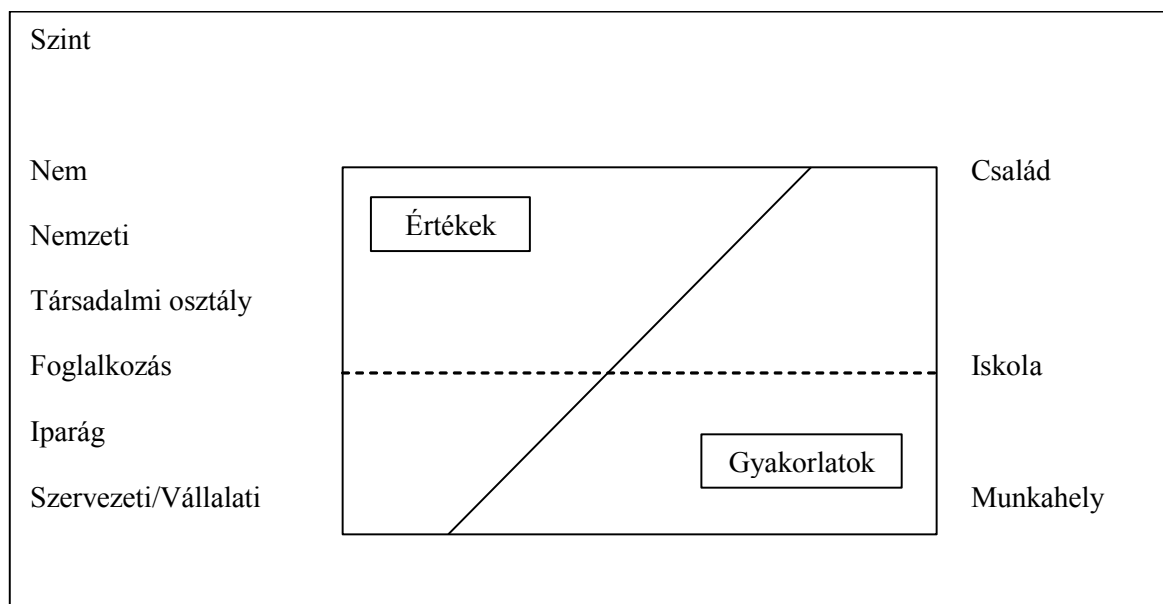 Szint
Nem
Család
Értékek
Nemzeti
Társadalmi osztály
Foglalkozás
Iskola
Iparág
Gyakorlatok
Szervezeti/Vállalati
Munkahely